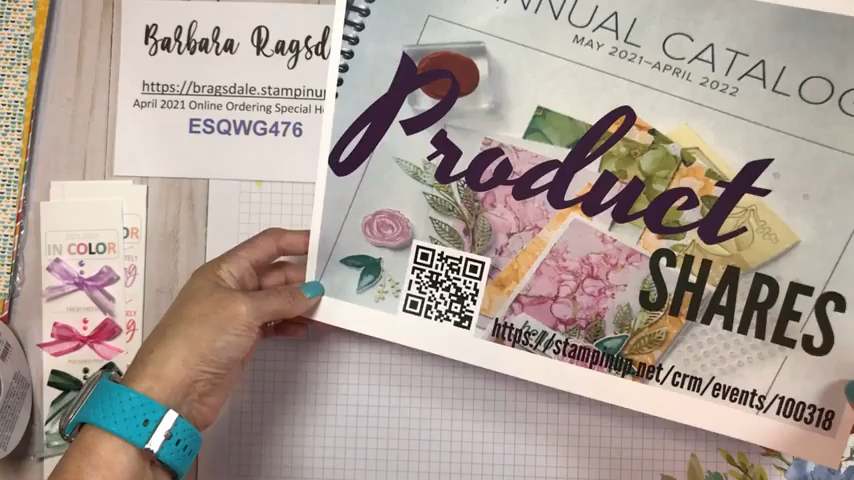 Barbara
https://bragsdale.stampinup
April 2021 Online Ordering Special
ESQWG476
ANNUAL CATALOG
MAY 2021–APRIL 2022
Product
SHARES
https://stampinup.net/crm/events/100318
IN COLOR